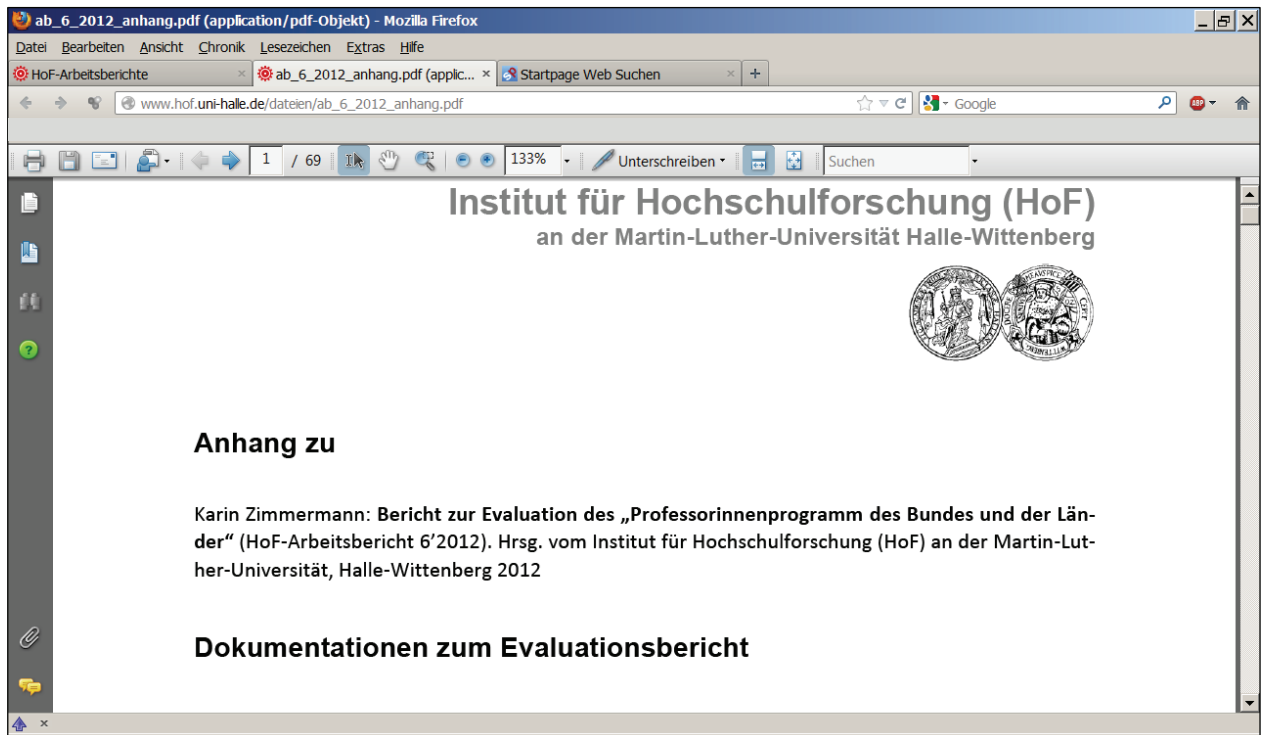 ab_6_2012_anhang.pdf (application/pdf-Objekt) - Mozilla Firefox
Datei Bearbeiten Ansicht Chronik Lesezeichen Extras Hilfe
HoF-Arbeitsberichte × ab_6_2012_anhang.pdf (applic... × Startpage Web Suchen × +
www.hof.uni-halle.de/dateien/ab_6_2012_anhang.pdf Google
1 / 69 133% Unterschreiben Suchen
Institut für Hochschulforschung (HoF)
an der Martin-Luther-Universität Halle-Wittenberg
Anhang zu
Karin Zimmermann: Bericht zur Evaluation des „Professorinnenprogramm des Bundes und der Län-
der“ (HoF-Arbeitsbericht 6’2012). Hrsg. vom Institut für Hochschulforschung (HoF) an der Martin-Lut-
her-Universität, Halle-Wittenberg 2012
Dokumentationen zum Evaluationsbericht